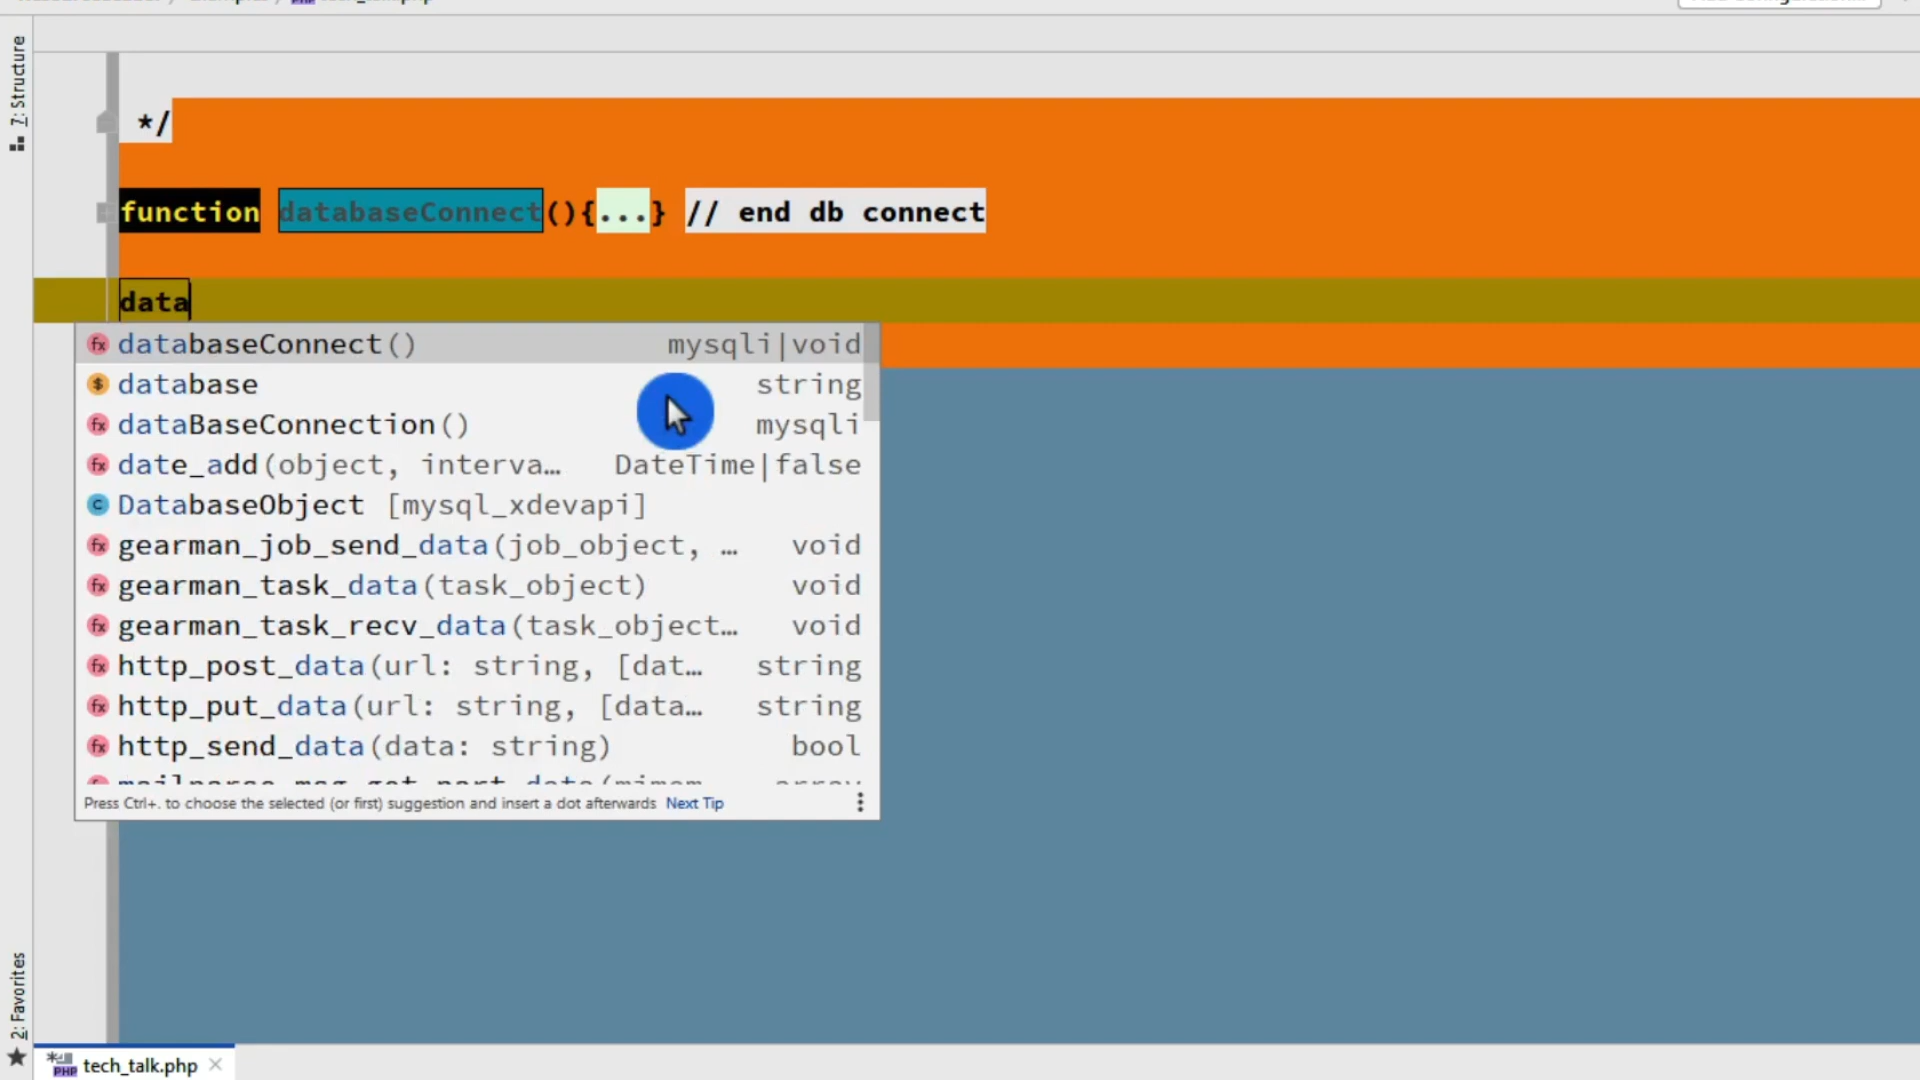 7: Structure
*/
function databaseConnect(){...} // end db connect
data
databaseConnect() mysqli|void
database string
dataBaseConnection() mysqli
date_add(object, interva… DateTime|false
DatabaseObject [mysql_xdevapi]
gearman_job_send_data(job_object, … void
gearman_task_data(task_object) void
gearman_task_recv_data(task_object… void
http_post_data(url: string, [dat… string
http_put_data(url: string, [data… string
http_send_data(data: string) bool
Press Ctrl+. to choose the selected (or first) suggestion and insert a dot afterwards Next Tip
2: Favorites
tech_talk.php